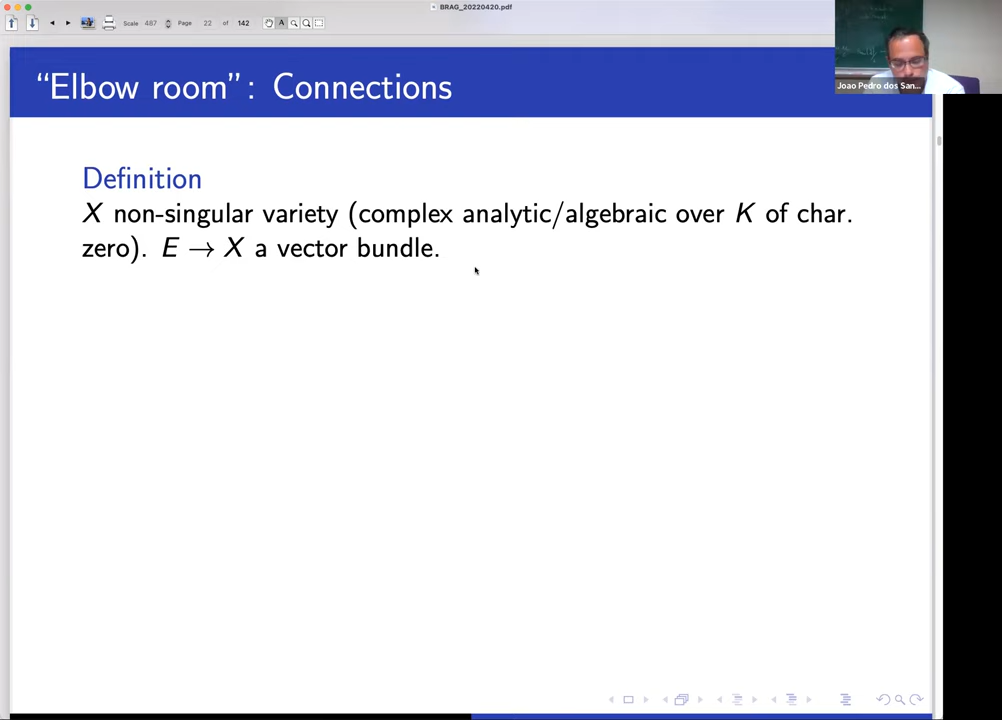 BRAG_20220420.pdf
Scale 487 Page 22 of 142
A
Joao Pedro dos San...
“Elbow room”: Connections
Definition
X non-singular variety (complex analytic/algebraic over K of char.
zero). E → X a vector bundle.